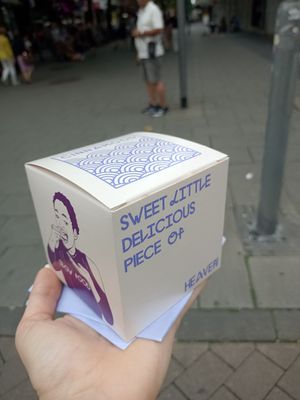 SWEET LITTLE
DELICIOUS
PIECE OF
HEAVEN